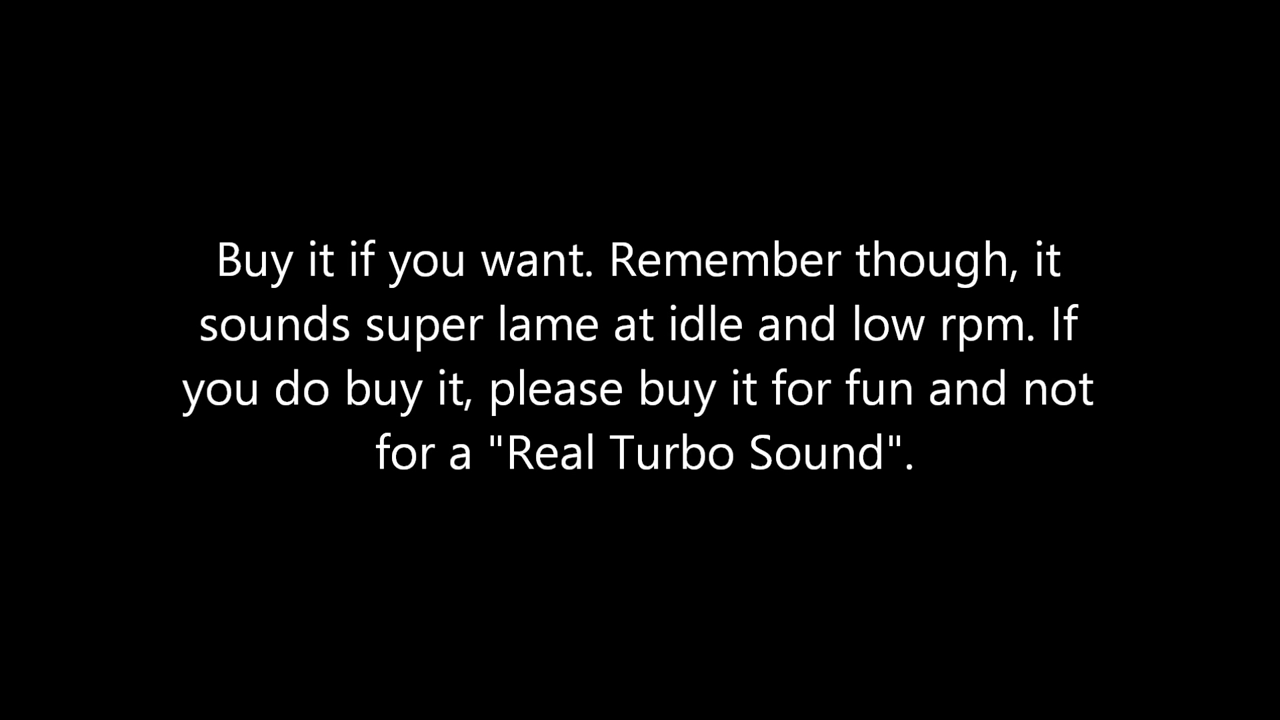 Buy it if you want. Remember though, it
sounds super lame at idle and low rpm. If
you do buy it, please buy it for fun and not
for a "Real Turbo Sound".